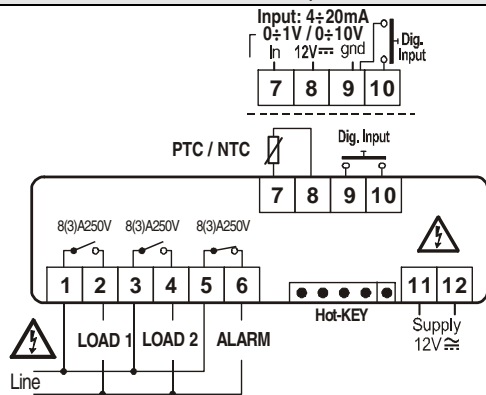 Input: 4÷20mA
0÷1V / 0÷10V
In 12V⎓ gnd
Dig.
Input
7 8 9 10
PTC / NTC
Dig. Input
7 8 9 10
8(3)A250V 8(3)A250V 8(3)A250V
1 2 3 4 5 6
11 12
Hot-KEY
LOAD 1 LOAD 2 ALARM
Supply
12V≂
Line